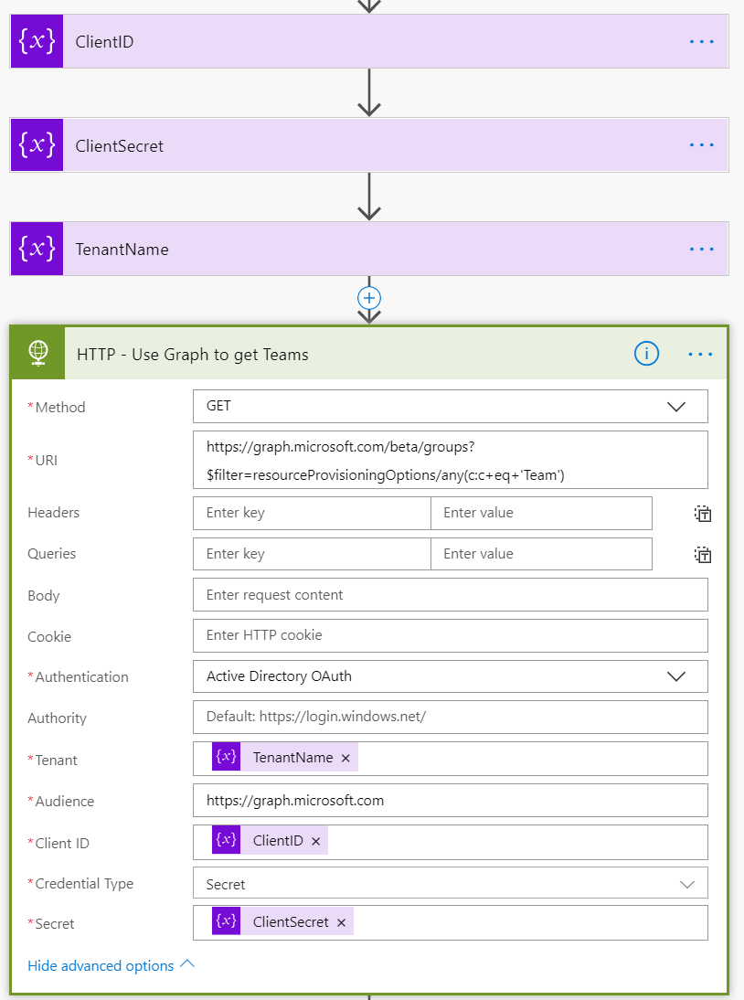 {x} ClientID ...
{x} ClientSecret ...
{x} TenantName ...
HTTP - Use Graph to get Teams ...
*Method GET
*URI https://graph.microsoft.com/beta/groups?
$filter=resourceProvisioningOptions/any(c:c+eq+'Team')
Headers Enter key Enter value
Queries Enter key Enter value
Body Enter request content
Cookie Enter HTTP cookie
*Authentication Active Directory OAuth
Authority Default: https://login.windows.net/
*Tenant {x} TenantName ×
*Audience https://graph.microsoft.com
*Client ID {x} ClientID ×
*Credential Type Secret
*Secret {x} ClientSecret ×
Hide advanced options